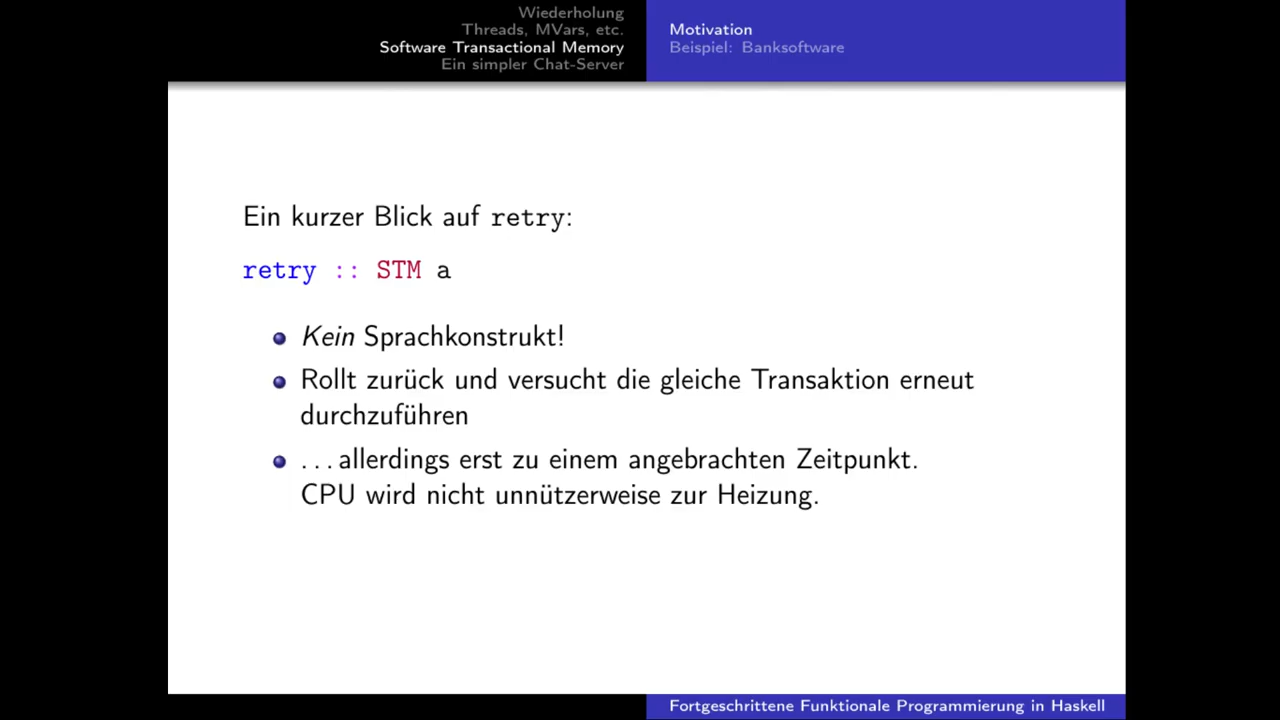 Wiederholung
Threads, MVars, etc.
Software Transactional Memory
Ein simpler Chat-Server
Motivation
Beispiel: Banksoftware
Ein kurzer Blick auf retry:
retry :: STM a
Kein Sprachkonstrukt!
Rollt zurück und versucht die gleiche Transaktion erneut
durchzuführen
...allerdings erst zu einem angebrachten Zeitpunkt.
CPU wird nicht unnützerweise zur Heizung.
Fortgeschrittene Funktionale Programmierung in Haskell